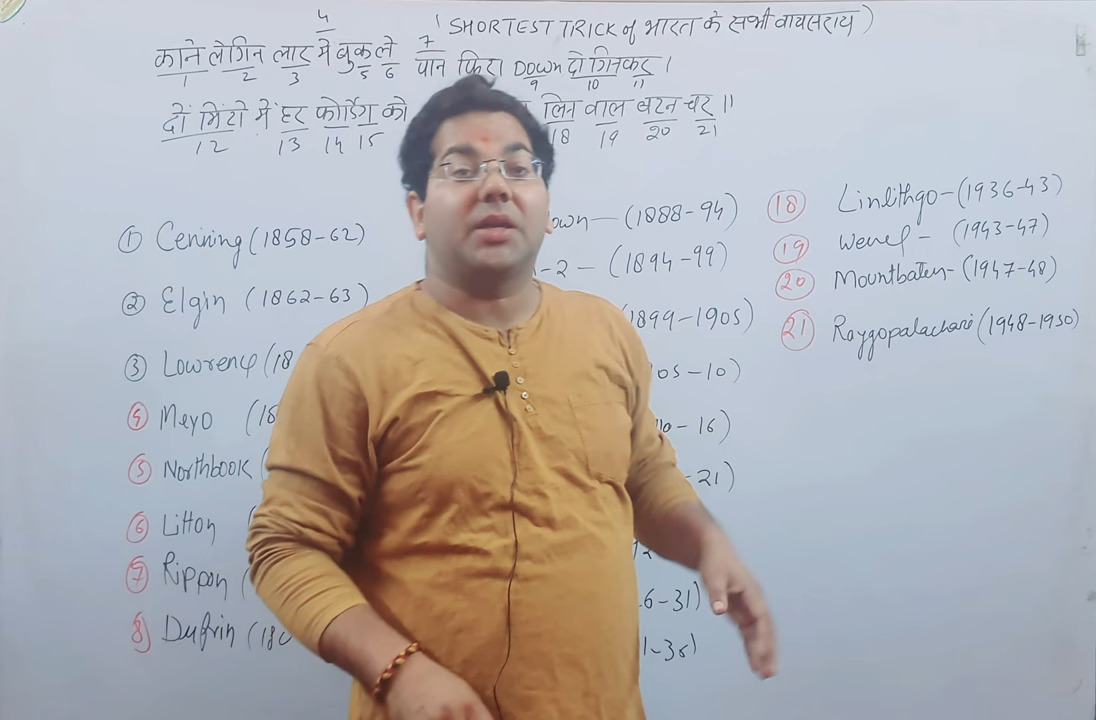 ( SHORTEST TRICK of भारत के सभी वायसराय )
4
काने लेगिन लार में बुक ले पान फिरा Down दो गिनकर ।
1 2 3 5 6 7 9 10 11
दो मिंटो में हर फोर्डिंग को लिन वाल बटन चर ॥
12 13 14 15 18 19 20 21
① Cenning (1858-62)
② Elgin (1862-63)
③ Lowrence (18
④ Meyo (18
⑤ Northbook (
⑥ Litton (
⑦ Rippon (
⑧ Dufrin (18
own — (1888-94)
-2 - (1894-99)
(1899-1905)
05-10)
10-16)
-21)
6-31)
1-36)
⑱ Linlithgo - (1936-43)
⑲ Wevel - (1943-47)
⑳ Mountbaten - (1947-48)
㉑ Raygopalachari (1948-1950)